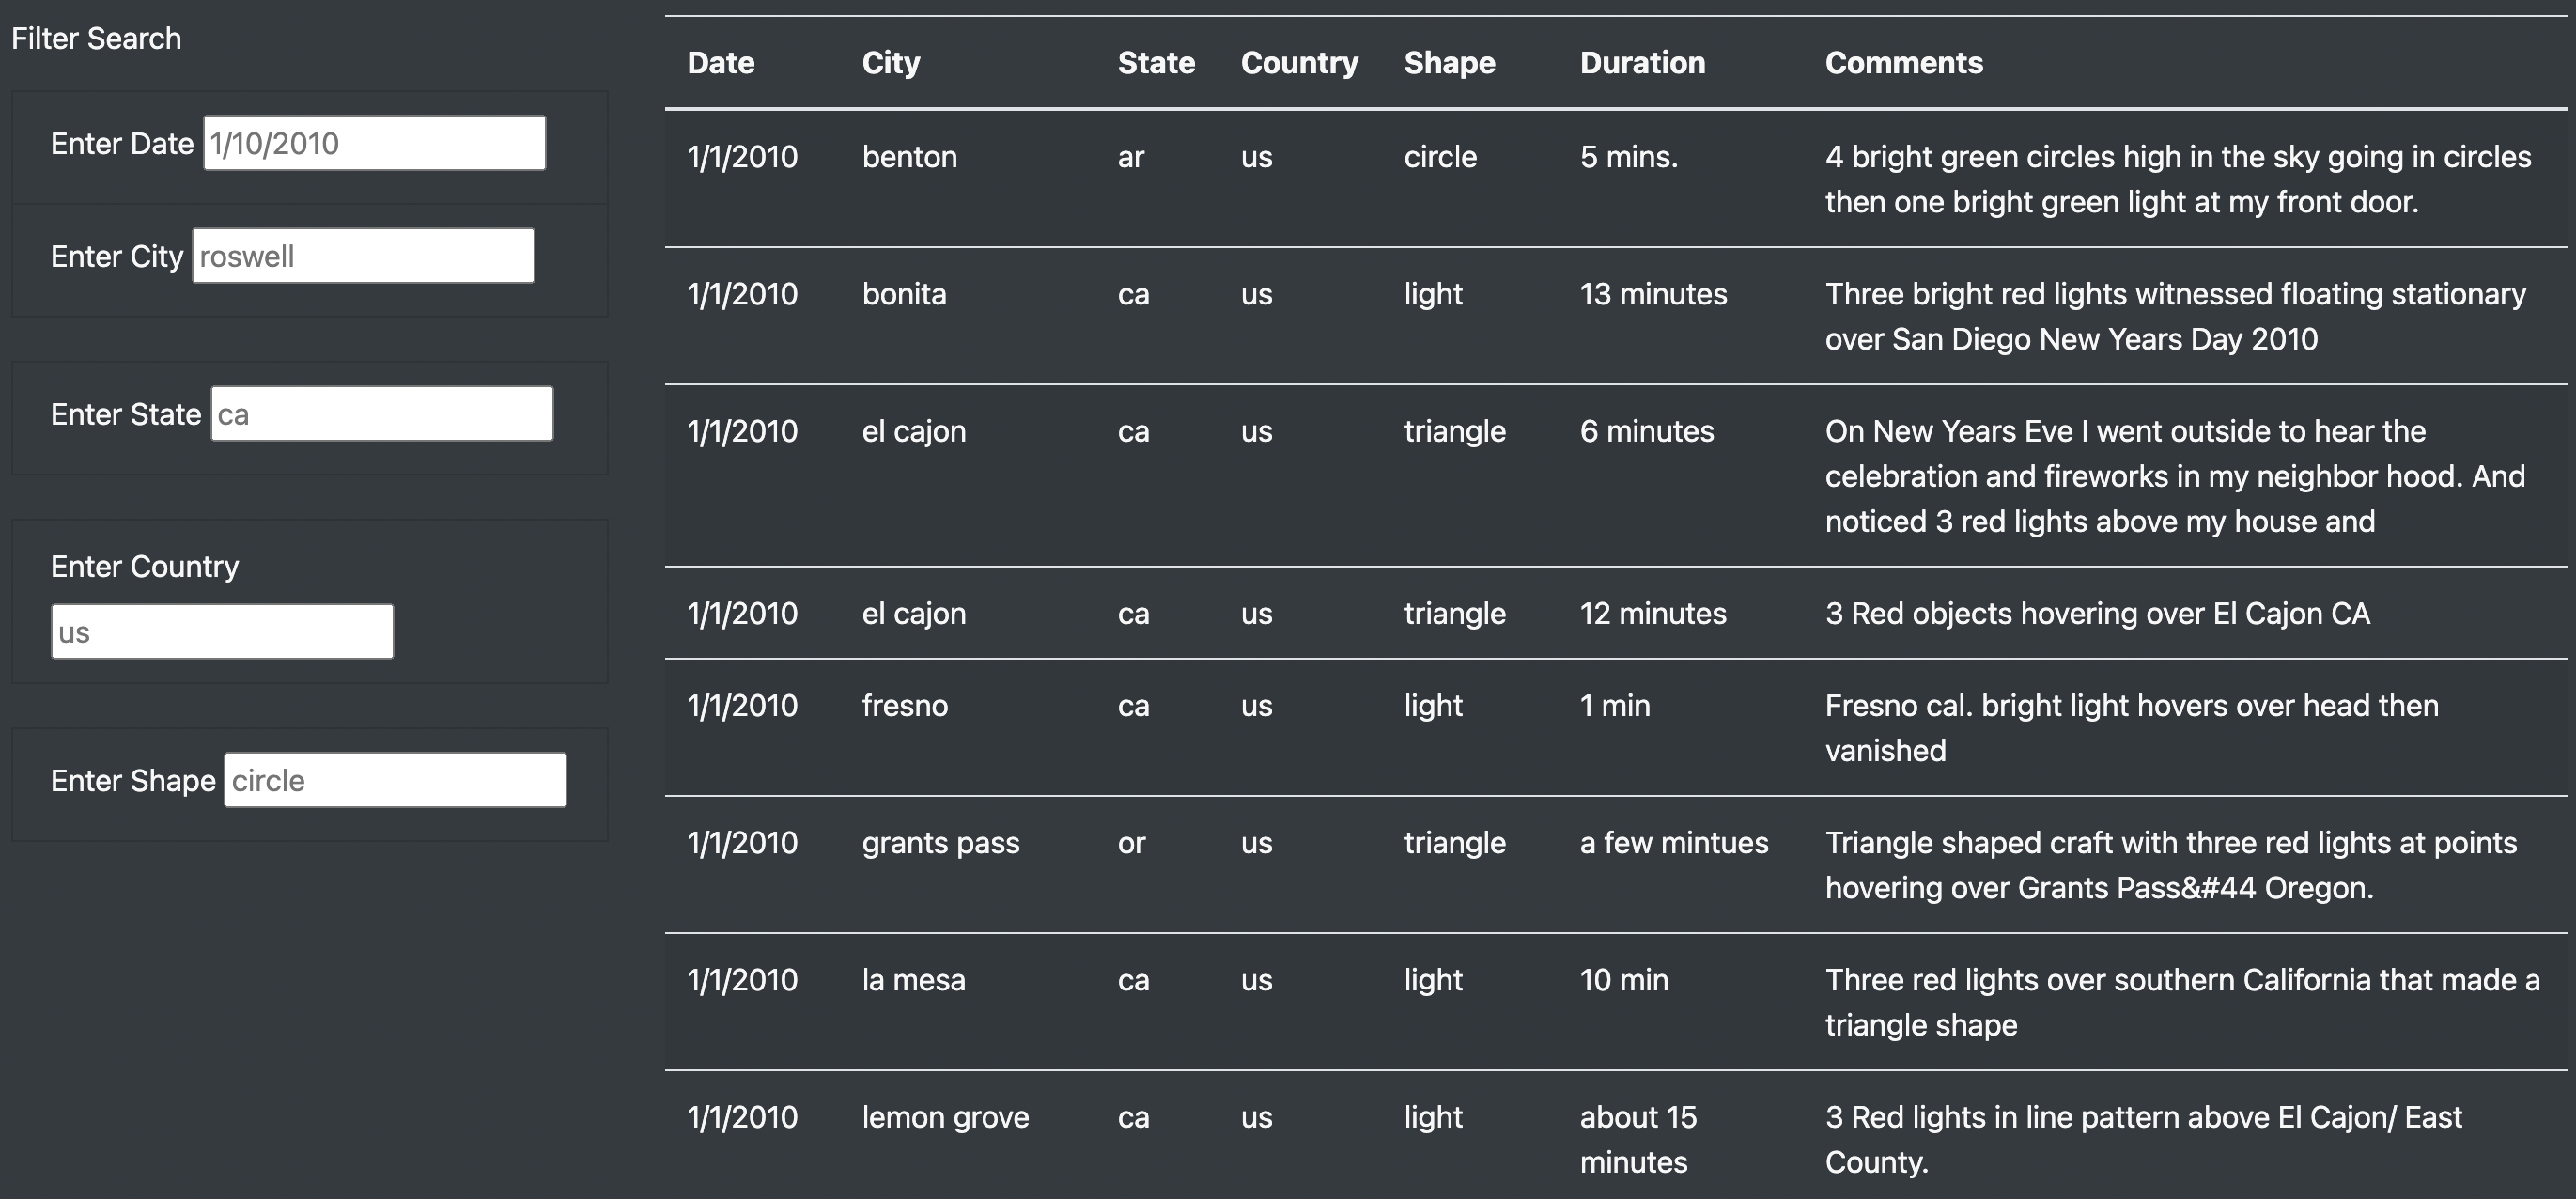 Filter Search
Enter Date 1/10/2010
Enter City roswell
Enter State ca
Enter Country
us
Enter Shape circle
Date City State Country Shape Duration Comments
1/1/2010 benton ar us circle 5 mins. 4 bright green circles high in the sky going in circles
then one bright green light at my front door.
1/1/2010 bonita ca us light 13 minutes Three bright red lights witnessed floating stationary
over San Diego New Years Day 2010
1/1/2010 el cajon ca us triangle 6 minutes On New Years Eve I went outside to hear the
celebration and fireworks in my neighbor hood. And
noticed 3 red lights above my house and
1/1/2010 el cajon ca us triangle 12 minutes 3 Red objects hovering over El Cajon CA
1/1/2010 fresno ca us light 1 min Fresno cal. bright light hovers over head then
vanished
1/1/2010 grants pass or us triangle a few mintues Triangle shaped craft with three red lights at points
hovering over Grants Pass&#44 Oregon.
1/1/2010 la mesa ca us light 10 min Three red lights over southern California that made a
triangle shape
1/1/2010 lemon grove ca us light about 15 3 Red lights in line pattern above El Cajon/ East
minutes County.